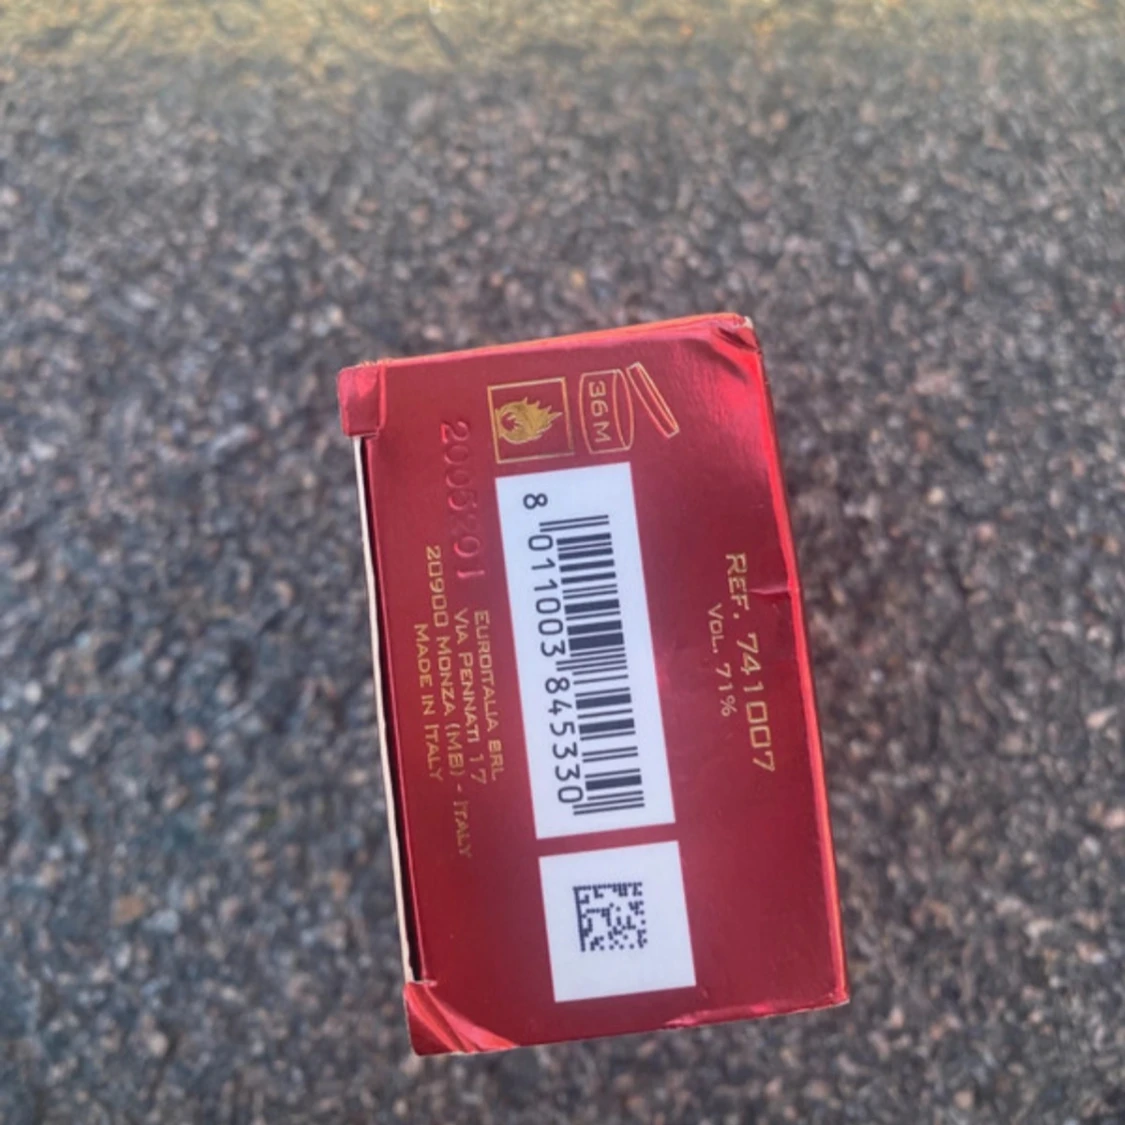 REF. 741007
VOL. 71%
36M
8 011003 845330
EUROITALIA SRL
VIA PENNATI 17
20900 MONZA (MB) - ITALY
MADE IN ITALY